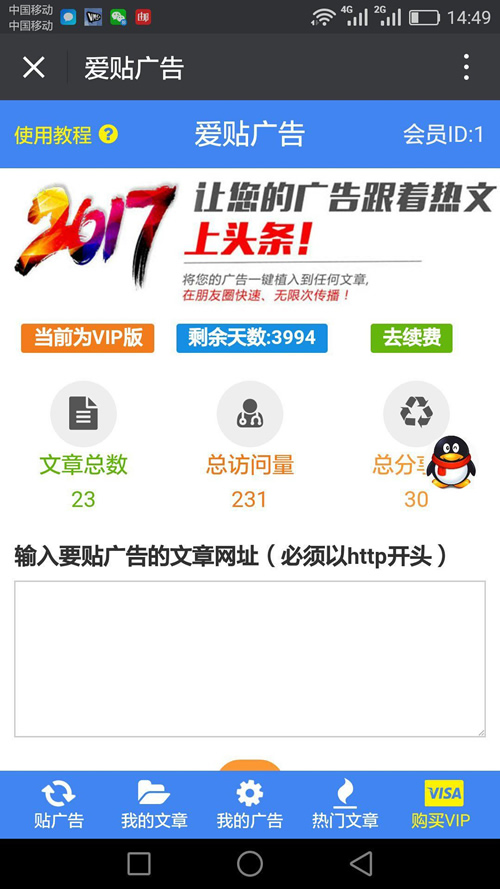 中国移动
中国移动
4G
2G
14:49
爱贴广告
使用教程 ?
爱贴广告
会员ID:1
2017
让您的广告跟着热文
上头条!
将您的广告一键植入到任何文章,
在朋友圈快速、无限次传播！
当前为VIP版
剩余天数:3994
去续费
文章总数
总访问量
总分
23
231
30
输入要贴广告的文章网址（必须以http开头）
VISA
贴广告
我的文章
我的广告
热门文章
购买VIP